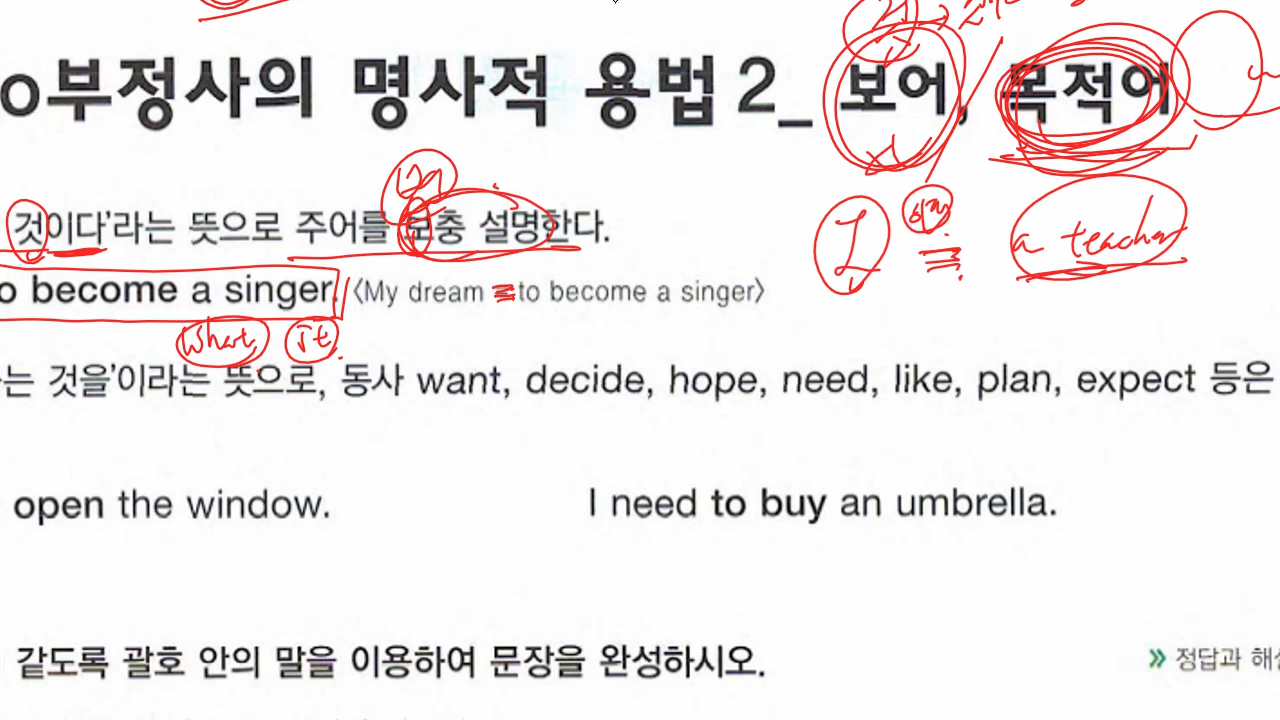 o부정사의 명사적 용법 2_ 보어, 목적어
것이다'라는 뜻으로 주어를 보충 설명한다.
I a teacher
o become a singer. 〈My dream = to become a singer〉
What It
는 것을'이라는 뜻으로, 동사 want, decide, hope, need, like, plan, expect 등은
open the window. I need to buy an umbrella.
같도록 괄호 안의 말을 이용하여 문장을 완성하시오.
» 정답과 해설